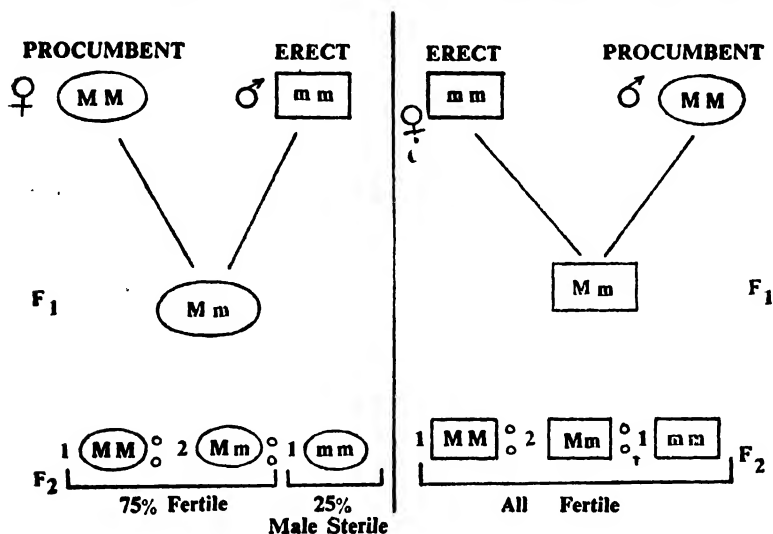 PROCUMBENT ERECT
♀ MM ♂ mm
F1 Mm
F2 1 MM : 2 Mm : 1 mm
75% Fertile 25%
Male Sterile
ERECT PROCUMBENT
♀ mm ♂ MM
Mm F1
1 MM : 2 Mm : 1 mm F2
All Fertile